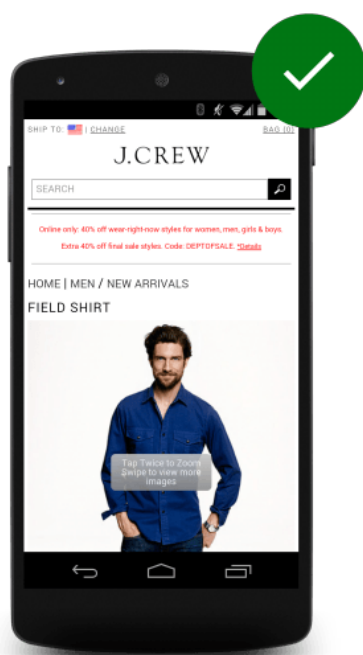 SHIP TO: | CHANGE
BAG (0)
J.CREW
SEARCH
Online only: 40% off wear-right-now styles for women, men, girls & boys.
Extra 40% off final sale styles. Code: DEPTOFSALE. *Details
HOME | MEN / NEW ARRIVALS
FIELD SHIRT
Tap Twice to Zoom
Swipe to view more
images